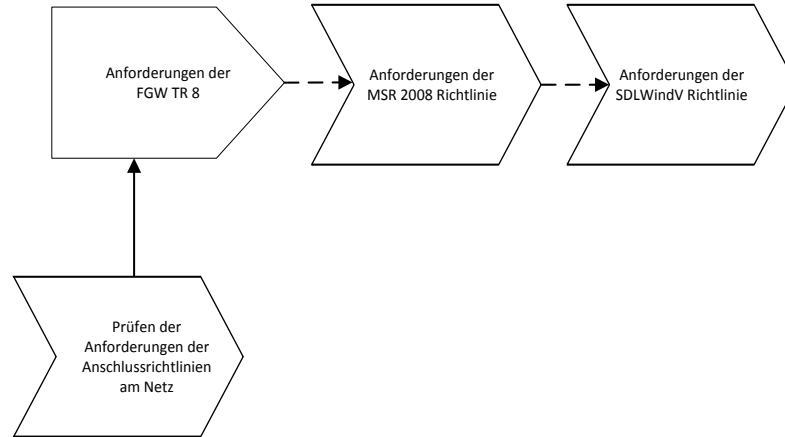 Anforderungen der
FGW TR 8
Anforderungen der
MSR 2008 Richtlinie
Anforderungen der
SDLWindV Richtlinie
Prüfen der
Anforderungen der
Anschlussrichtlinien
am Netz